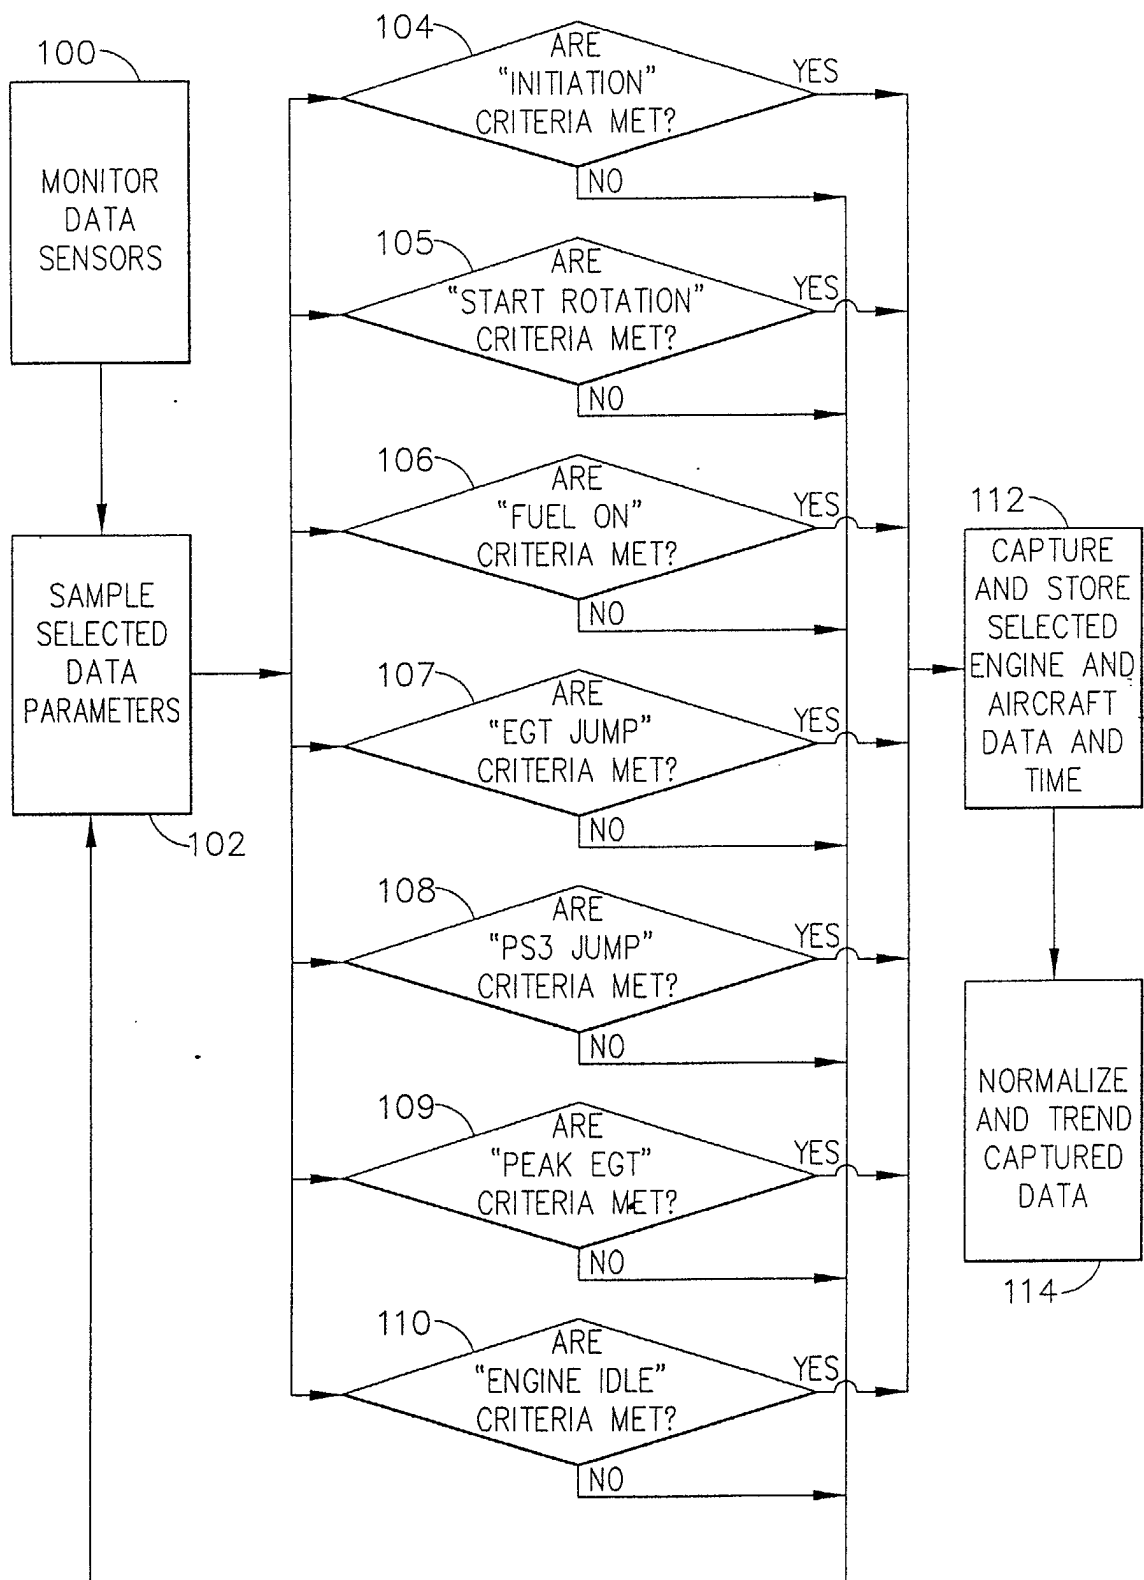 100
MONITOR
DATA
SENSORS
SAMPLE
SELECTED
DATA
PARAMETERS
102
104
ARE
“INITIATION”
CRITERIA MET?
YES
NO
105
ARE
“START ROTATION”
CRITERIA MET?
YES
NO
106
ARE
“FUEL ON”
CRITERIA MET?
YES
NO
107
ARE
“EGT JUMP”
CRITERIA MET?
YES
NO
108
ARE
“PS3 JUMP”
CRITERIA MET?
YES
NO
109
ARE
“PEAK EGT”
CRITERIA MET?
YES
NO
110
ARE
“ENGINE IDLE”
CRITERIA MET?
YES
NO
112
CAPTURE
AND STORE
SELECTED
ENGINE AND
AIRCRAFT
DATA AND
TIME
NORMALIZE
AND TREND
CAPTURED
DATA
114